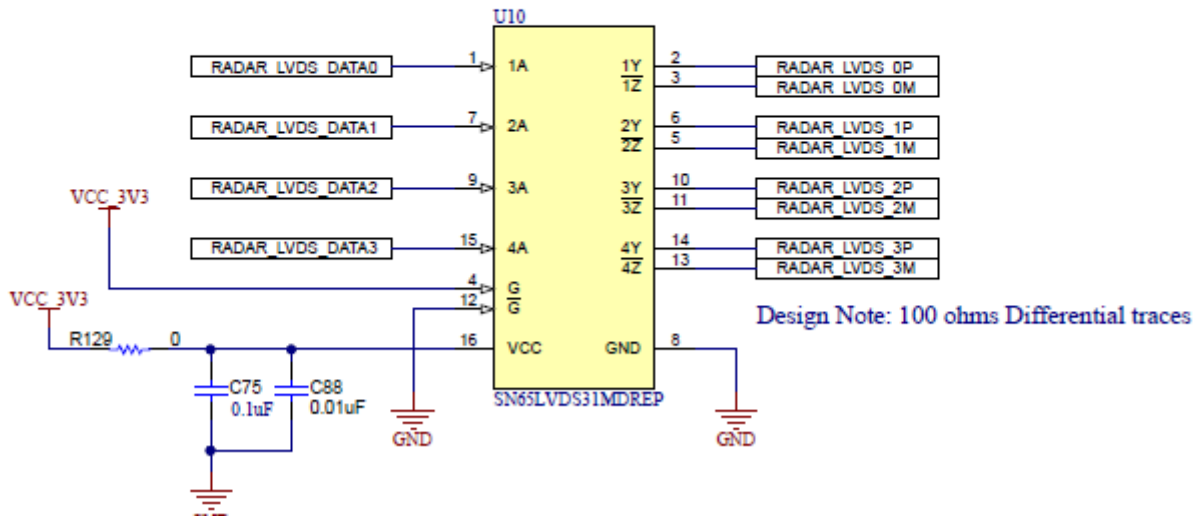 U10
RADAR_LVDS_DATA0 1 1A 1Y 2 RADAR_LVDS_0P
1Z 3 RADAR_LVDS_0M
RADAR_LVDS_DATA1 7 2A 2Y 6 RADAR_LVDS_1P
2Z 5 RADAR_LVDS_1M
RADAR_LVDS_DATA2 9 3A 3Y 10 RADAR_LVDS_2P
VCC_3V3 3Z 11 RADAR_LVDS_2M
RADAR_LVDS_DATA3 15 4A 4Y 14 RADAR_LVDS_3P
4Z 13 RADAR_LVDS_3M
4 G
VCC_3V3 12 G
Design Note: 100 ohms Differential traces
R129 0 16 VCC GND 8
C75 C88
0.1uF 0.01uF
SN65LVDS31MDREP
GND GND